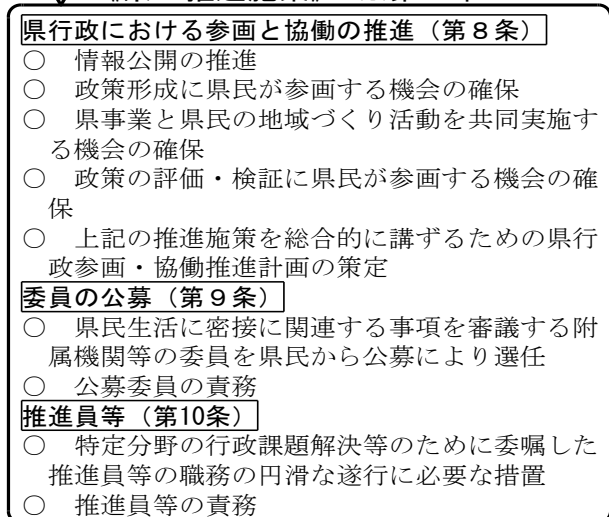 県行政における参画と協働の推進(第8条)
○ 情報公開の推進
○ 政策形成に県民が参画する機会の確保
○ 県事業と県民の地域づくり活動を共同実施す
る機会の確保
○ 政策の評価・検証に県民が参画する機会の確
保
○ 上記の推進施策を総合的に講ずるための県行
政参画・協働推進計画の策定
委員の公募(第9条)
○ 県民生活に密接に関連する事項を審議する附
属機関等の委員を県民から公募により選任
○ 公募委員の責務
推進員等(第10条)
○ 特定分野の行政課題解決等のために委嘱した
推進員等の職務の円滑な遂行に必要な措置
○ 推進員等の責務